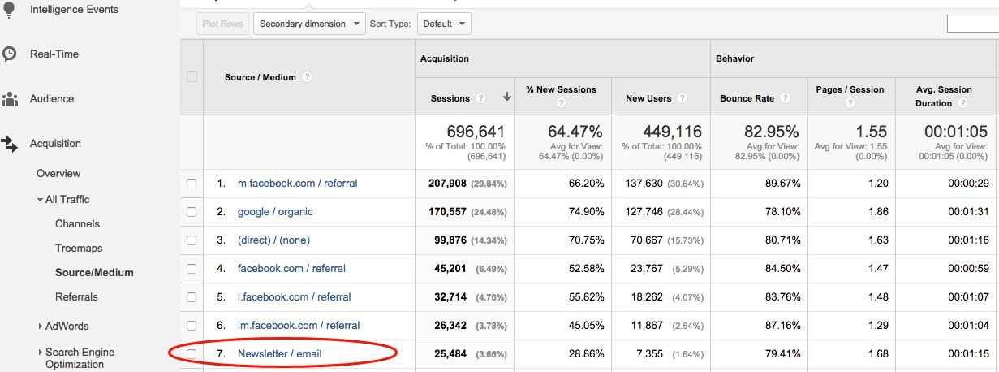 Intelligence Events
Real-Time
Audience
Acquisition
Overview
All Traffic
Channels
Treemaps
Source/Medium
Referrals
AdWords
Search Engine
Optimization
Plot Rows
Secondary dimension
Sort Type:
Default
Source / Medium ?
Acquisition
Behavior
Sessions ?
% New Sessions
?
New Users ?
Bounce Rate ?
Pages / Session
?
Avg. Session
Duration ?
696,641
% of Total: 100.00%
(696,641)
64.47%
Avg for View:
64.47% (0.00%)
449,116
% of Total: 100.00%
(449,116)
82.95%
Avg for View:
82.95% (0.00%)
1.55
Avg for View: 1.55
(0.00%)
00:01:05
Avg for View:
00:01:05 (0.00%)
1. m.facebook.com / referral 207,908 (29.84%) 66.20% 137,630 (30.64%) 89.67% 1.20 00:00:29
2. google / organic 170,557 (24.48%) 74.90% 127,746 (28.44%) 78.10% 1.86 00:01:31
3. (direct) / (none) 99,876 (14.34%) 70.75% 70,667 (15.73%) 80.71% 1.63 00:01:16
4. facebook.com / referral 45,201 (6.49%) 52.58% 23,767 (5.29%) 84.50% 1.47 00:00:59
5. l.facebook.com / referral 32,714 (4.70%) 55.82% 18,262 (4.07%) 83.76% 1.48 00:01:07
6. lm.facebook.com / referral 26,342 (3.78%) 45.05% 11,867 (2.64%) 87.16% 1.29 00:01:04
7. Newsletter / email 25,484 (3.66%) 28.86% 7,355 (1.64%) 79.41% 1.68 00:01:15